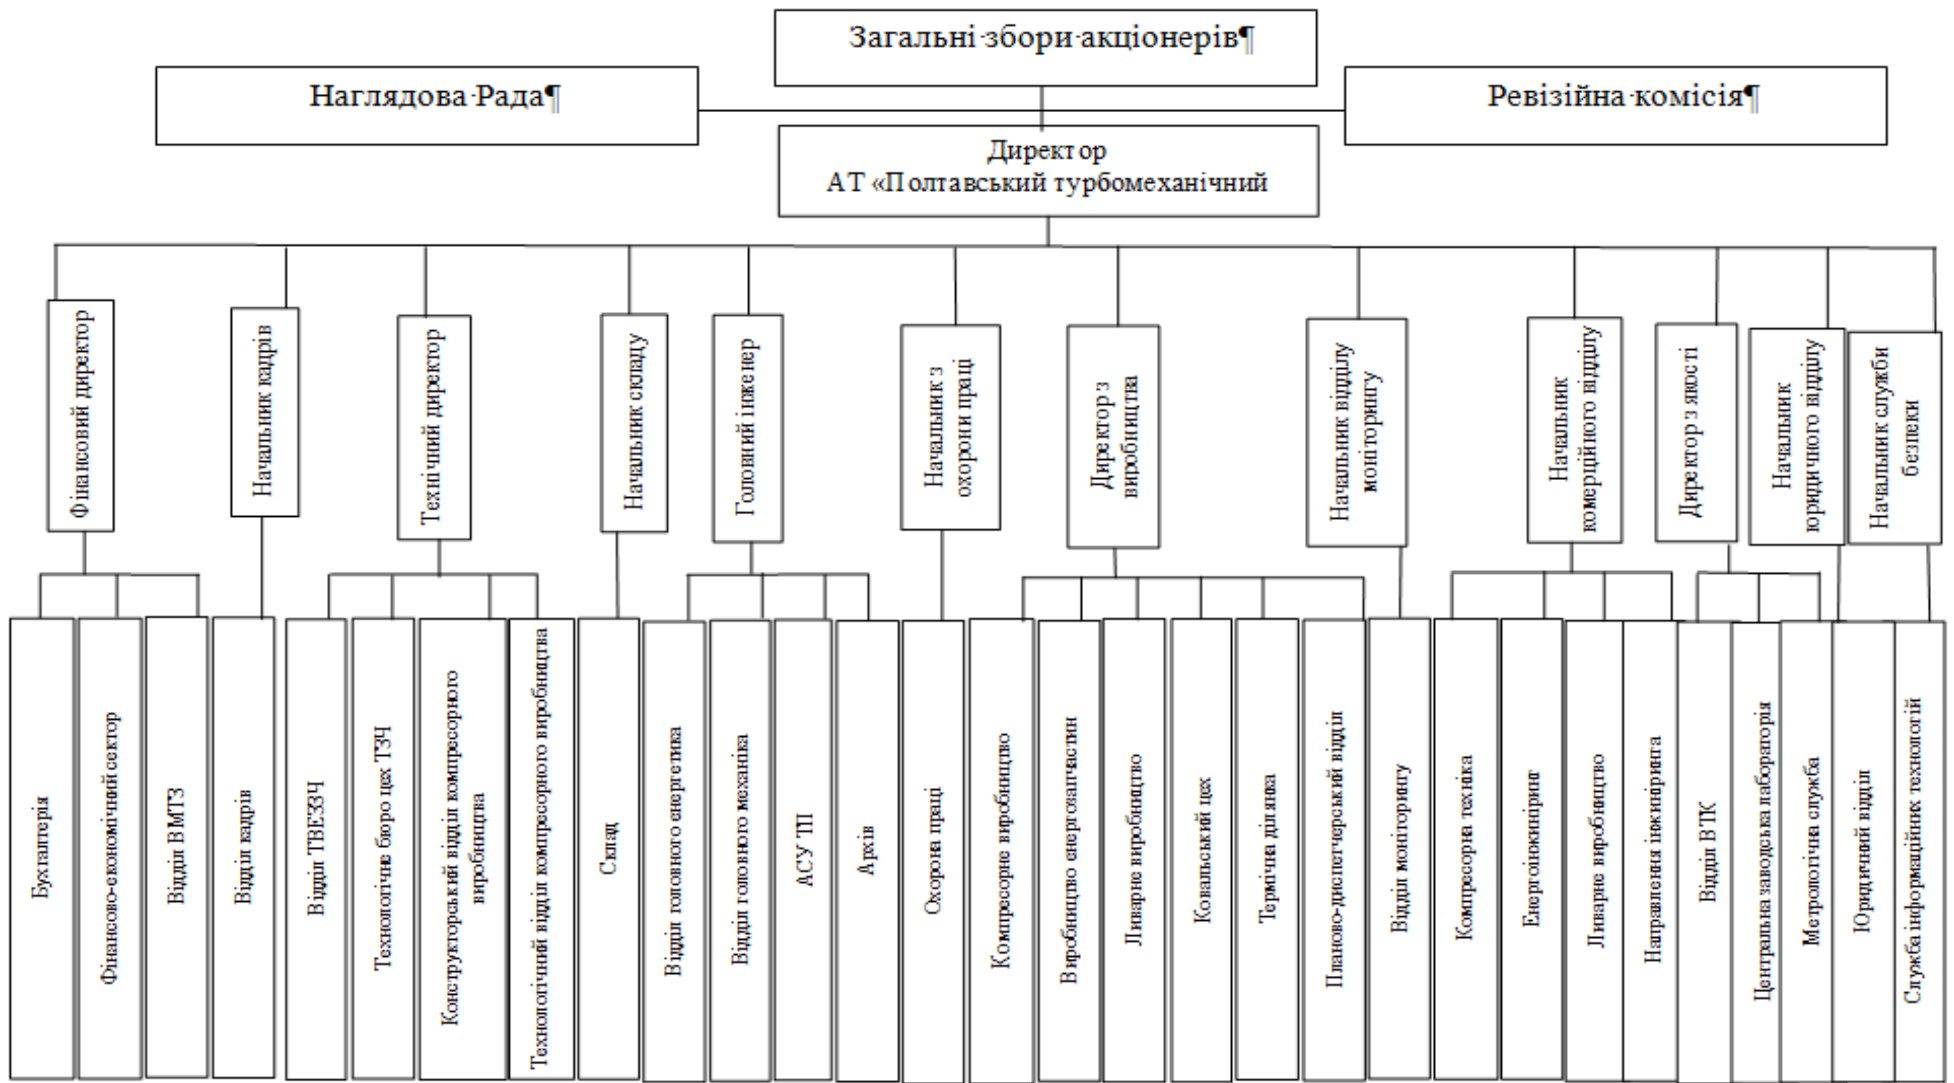 Загальні·збори·акціонерів¶
Наглядова·Рада¶
Ревізійна·комісія¶
Директор
АТ «Полтавський турбомеханічний
Фінансовий директор
Начальник кадрів
Технічний директор
Начальник складу
Головний інженер
Начальник з
охорони праці
Директор з
виробництва
Начальник відділу
моніторингу
Начальник
комерційного відділу
Директор з якості
Начальник
юридичного відділу
Начальник служби
безпеки
Бухгалтерія
Фінансово-економічний сектор
Відділ ВМТЗ
Відділ кадрів
Відділ ТВЕЗЗЧ
Технологічне бюро цех ТЗЧ
Конструкторський відділ компресорного
виробництва
Технологічний відділ компресорного виробництва
Склад
Відділ головного енергетика
Відділ головного механіка
АСУ ТП
Архів
Охорона праці
Компресорне виробництво
Виробництво енергозапчастин
Ливарне виробництво
Ковальський цех
Термічна ділянка
Планово-диспетчерський відділ
Відділ моніторингу
Компресорна техніка
Енергоінжиніринг
Ливарне виробництво
Направлення інжиніринга
Відділ ВТК
Центральна заводська лабораторія
Метрологічна служба
Юридичний відділ
Служба інформаційних технологій